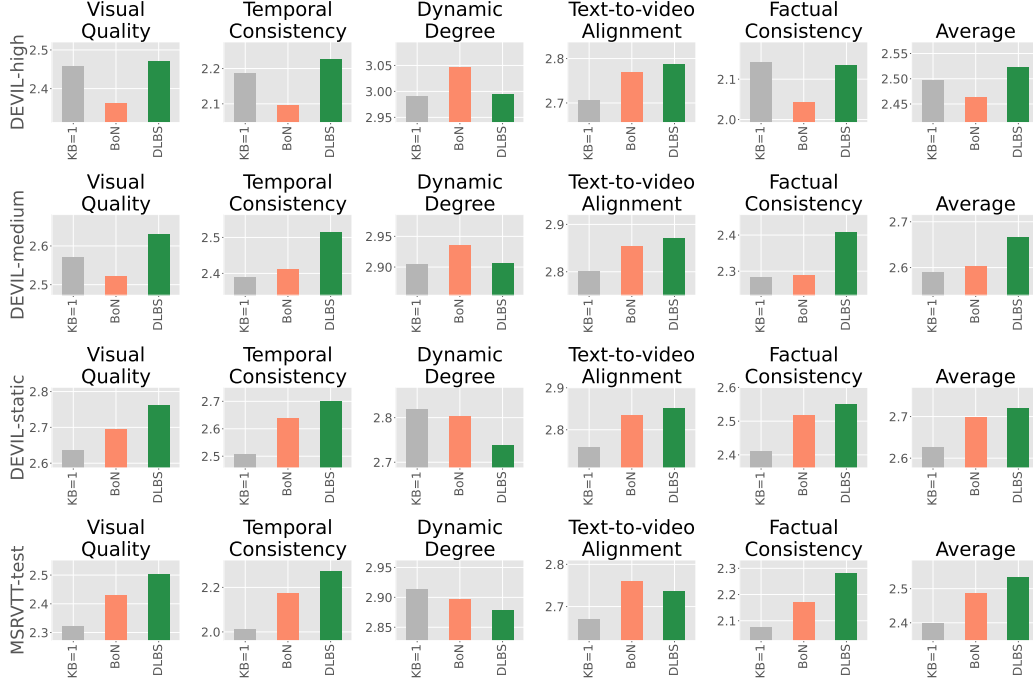 DEVIL-high
Visual
Quality
2.5
2.4
KB=1
BoN
DLBS
Temporal
Consistency
2.2
2.1
KB=1
BoN
DLBS
Dynamic
Degree
3.05
3.00
2.95
KB=1
BoN
DLBS
Text-to-video
Alignment
2.8
2.7
KB=1
BoN
DLBS
Factual
Consistency
2.1
2.0
KB=1
BoN
DLBS
Average
2.55
2.50
2.45
KB=1
BoN
DLBS
DEVIL-medium
Visual
Quality
2.6
2.5
KB=1
BoN
DLBS
Temporal
Consistency
2.5
2.4
KB=1
BoN
DLBS
Dynamic
Degree
2.95
2.90
KB=1
BoN
DLBS
Text-to-video
Alignment
2.9
2.8
KB=1
BoN
DLBS
Factual
Consistency
2.4
2.3
KB=1
BoN
DLBS
Average
2.7
2.6
KB=1
BoN
DLBS
DEVIL-static
Visual
Quality
2.8
2.7
2.6
KB=1
BoN
DLBS
Temporal
Consistency
2.7
2.6
2.5
KB=1
BoN
DLBS
Dynamic
Degree
2.8
2.7
KB=1
BoN
DLBS
Text-to-video
Alignment
2.9
2.8
KB=1
BoN
DLBS
Factual
Consistency
2.6
2.5
2.4
KB=1
BoN
DLBS
Average
2.7
2.6
KB=1
BoN
DLBS
MSRVTT-test
Visual
Quality
2.5
2.4
2.3
KB=1
BoN
DLBS
Temporal
Consistency
2.2
2.0
KB=1
BoN
DLBS
Dynamic
Degree
2.95
2.90
2.85
KB=1
BoN
DLBS
Text-to-video
Alignment
2.8
2.7
KB=1
BoN
DLBS
Factual
Consistency
2.3
2.2
2.1
KB=1
BoN
DLBS
Average
2.5
2.4
KB=1
BoN
DLBS